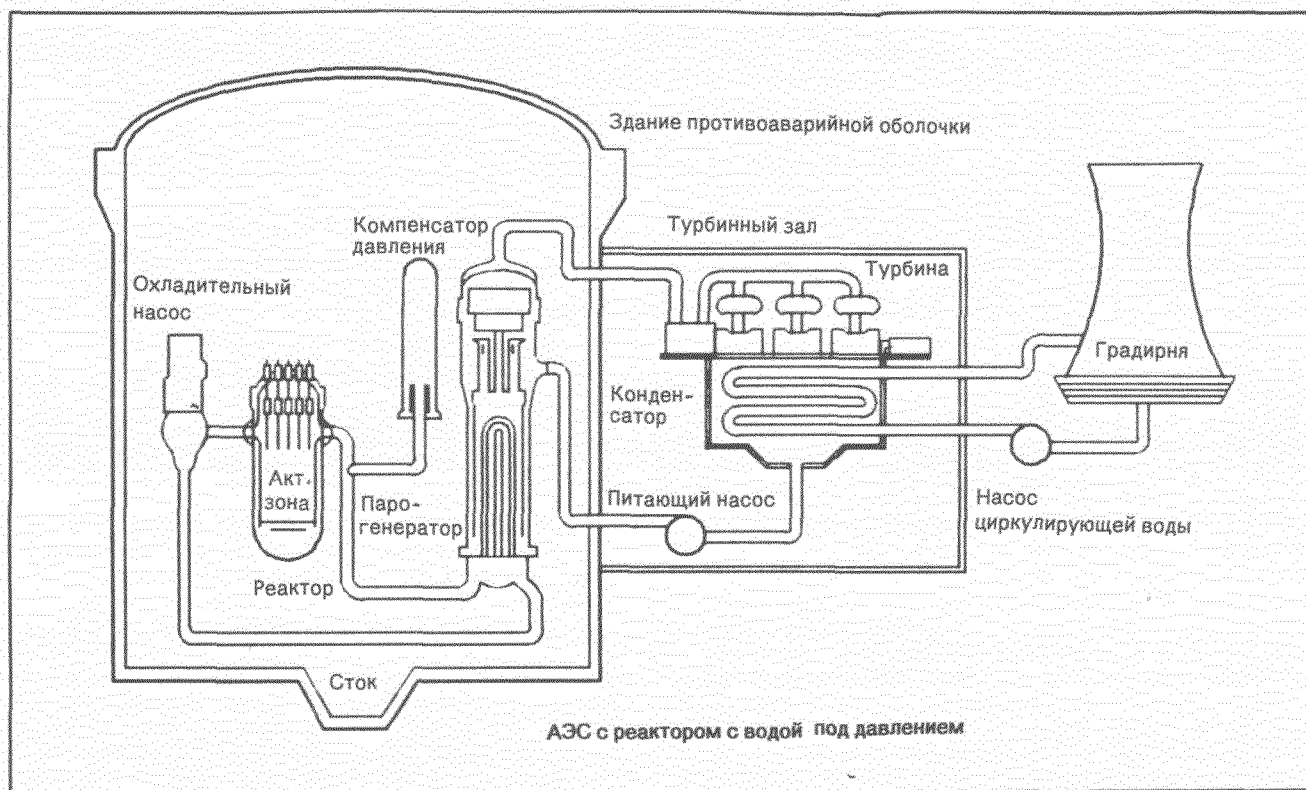 Здание противоаварийной оболочки
Компенсатор
давления
Турбинный зал
Турбина
Охладительный
насос
Градирня
Конден-
сатор
Акт.
зона
Паро-
генератор
Питающий насос
Насос
циркулирующей воды
Реактор
Сток
АЭС с реактором с водой под давлением